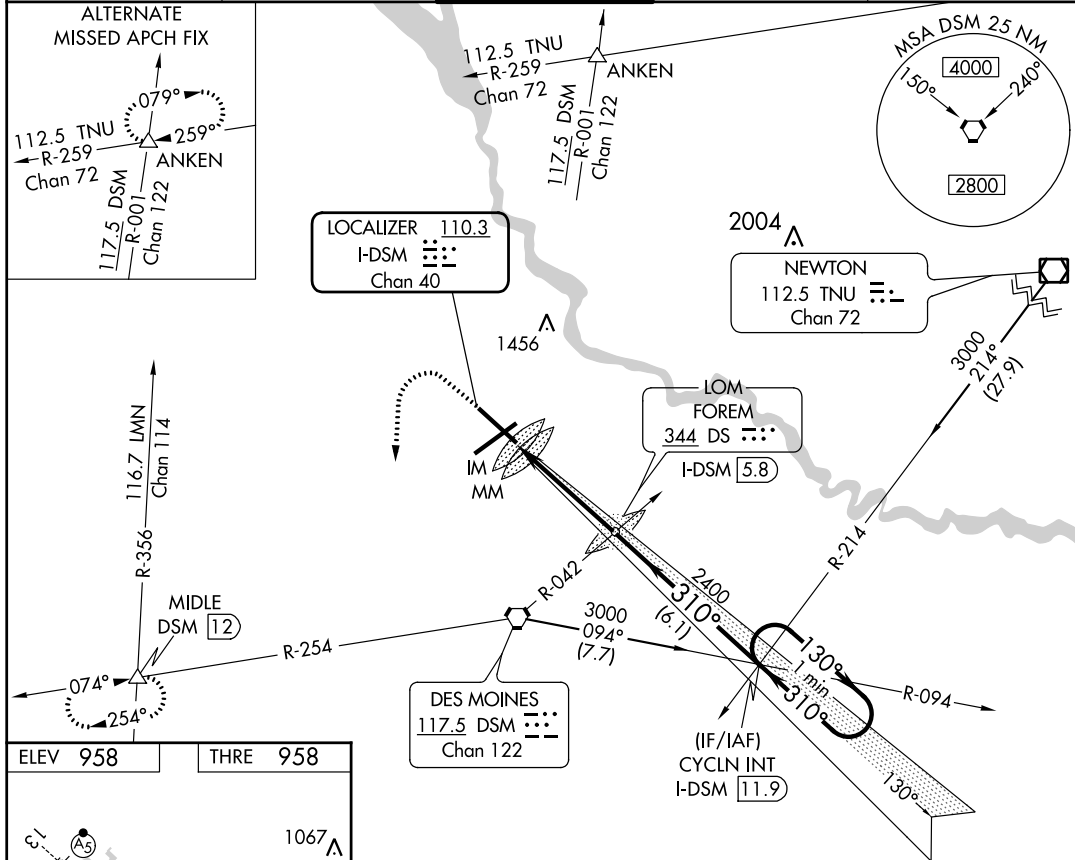 ALTERNATE
MISSED APCH FIX
079°
259°
112.5 TNU
R-259
Chan 72
ANKEN
117.5 DSM
R-001
Chan 122
112.5 TNU
R-259
Chan 72
ANKEN
117.5 DSM
R-001
Chan 122
MSA DSM 25 NM
4000
150°
240°
2800
LOCALIZER 110.3
I-DSM
Chan 40
2004
NEWTON
112.5 TNU
Chan 72
1456
3000
214°
(27.9)
LOM
FOREM
344 DS
I-DSM 5.8
IM
MM
116.7 LMN
Chan 114
R-356
R-214
R-042
2400
310°
(6.1)
MIDLE
DSM 12
R-254
3000
094°
(7.7)
130°
1 min
310°
R-094
074°
254°
DES MOINES
117.5 DSM
Chan 122
(IF/IAF)
CYCLN INT
I-DSM 11.9
130°
ELEV 958
THRE 958
13
A5
1067